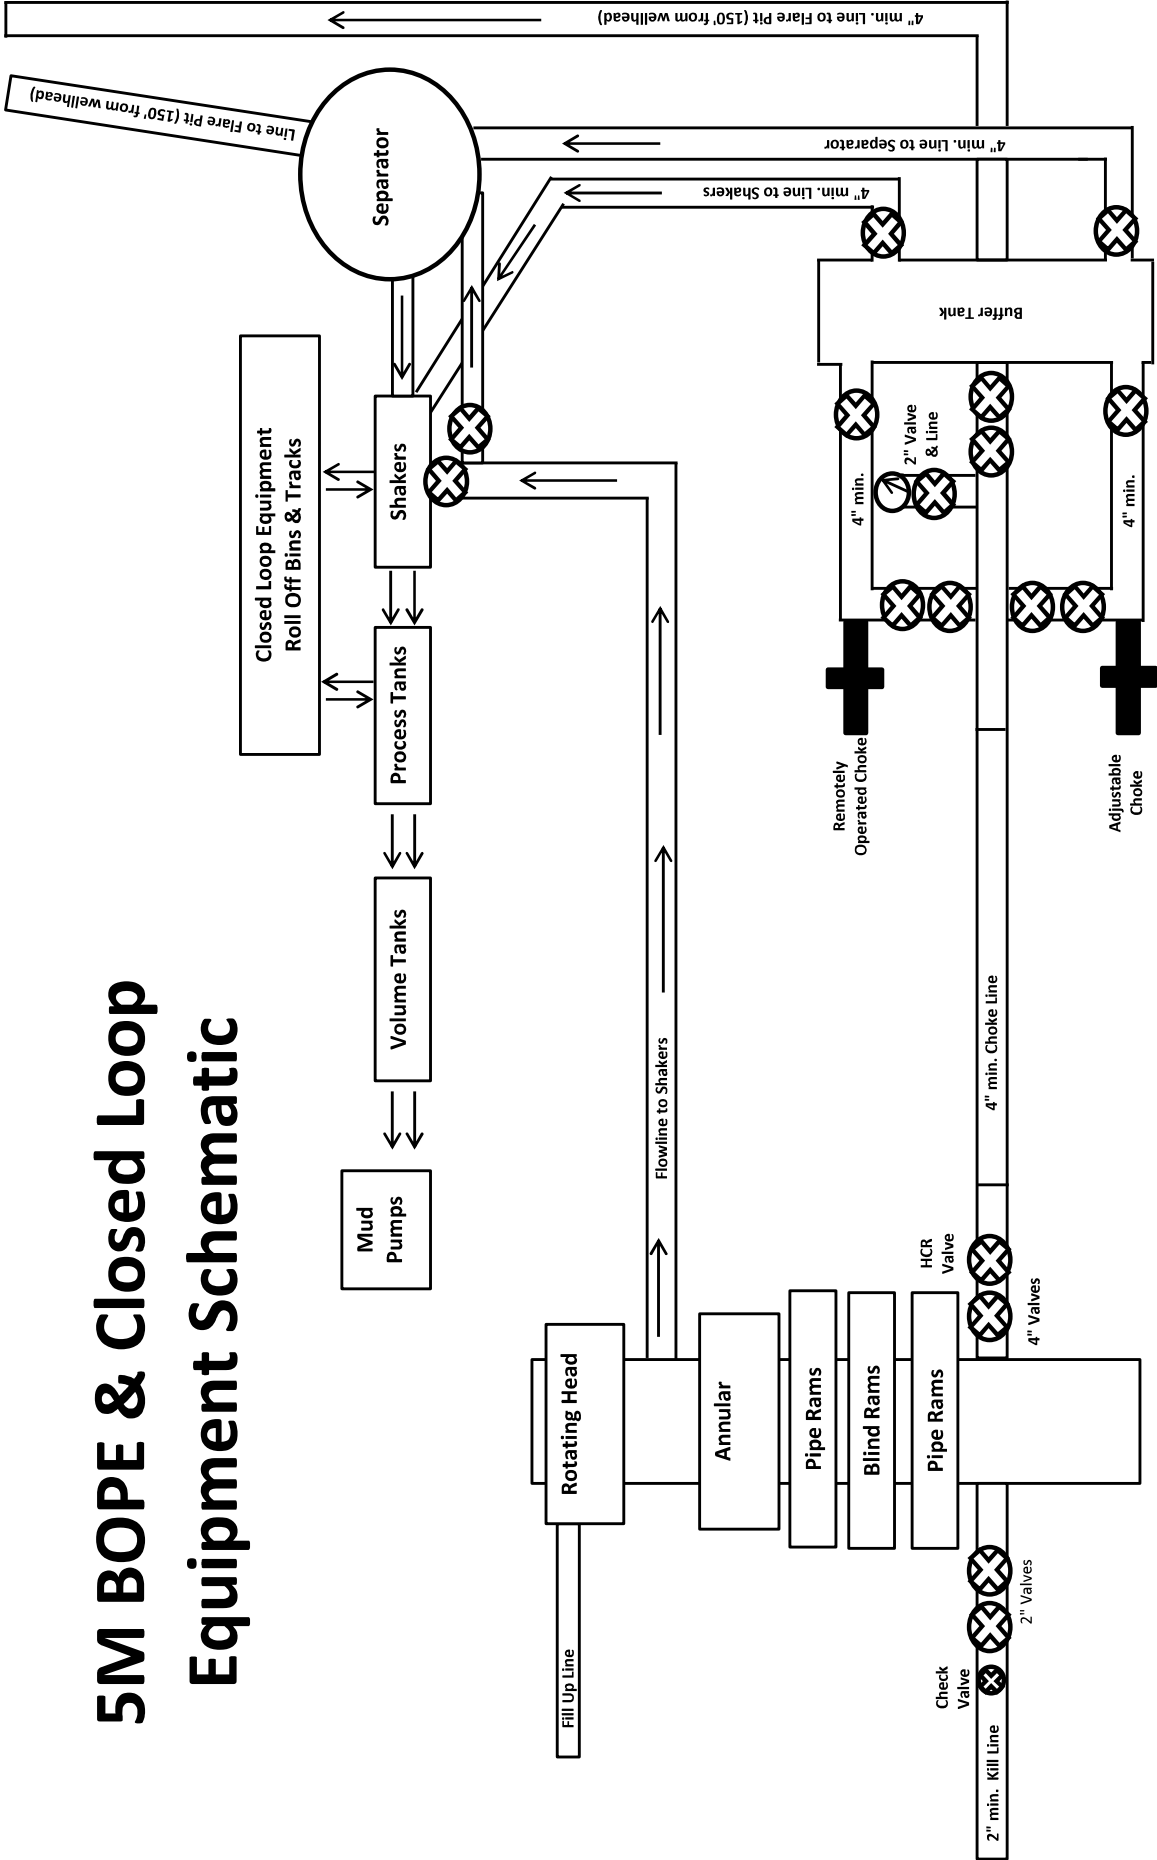 5M BOPE & Closed Loop
Equipment Schematic
Closed Loop Equipment
Roll Off Bins & Tracks
Mud
Pumps
Volume Tanks
Process Tanks
Shakers
Separator
Line to Flare Pit (150' from wellhead)
4" min. Line to Flare Pit (150' from wellhead)
4" min. Line to Separator
4" min. Line to Shakers
Fill Up Line
Rotating Head
Flowline to Shakers
Annular
Pipe Rams
Blind Rams
Pipe Rams
2" min. Kill Line
Check
Valve
2" Valves
HCR
Valve
4" Valves
4" min. Choke Line
Remotely
Operated Choke
Adjustable
Choke
4" min.
2" Valve
& Line
4" min.
Buffer Tank